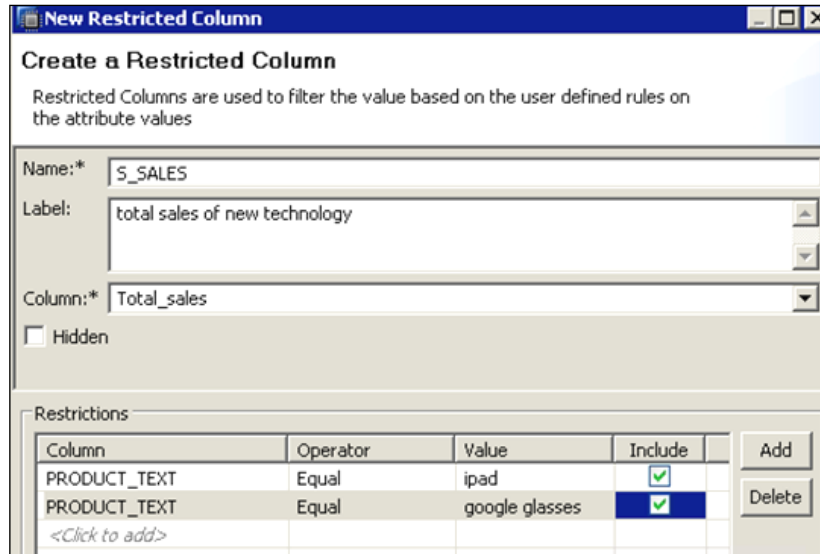 New Restricted Column
Create a Restricted Column
Restricted Columns are used to filter the value based on the user defined rules on
the attribute values
Name:* S_SALES
Label: total sales of new technology
Column:* Total_sales
Hidden
Restrictions
Column Operator Value Include Add
PRODUCT_TEXT Equal ipad
PRODUCT_TEXT Equal google glasses Delete
<Click to add>